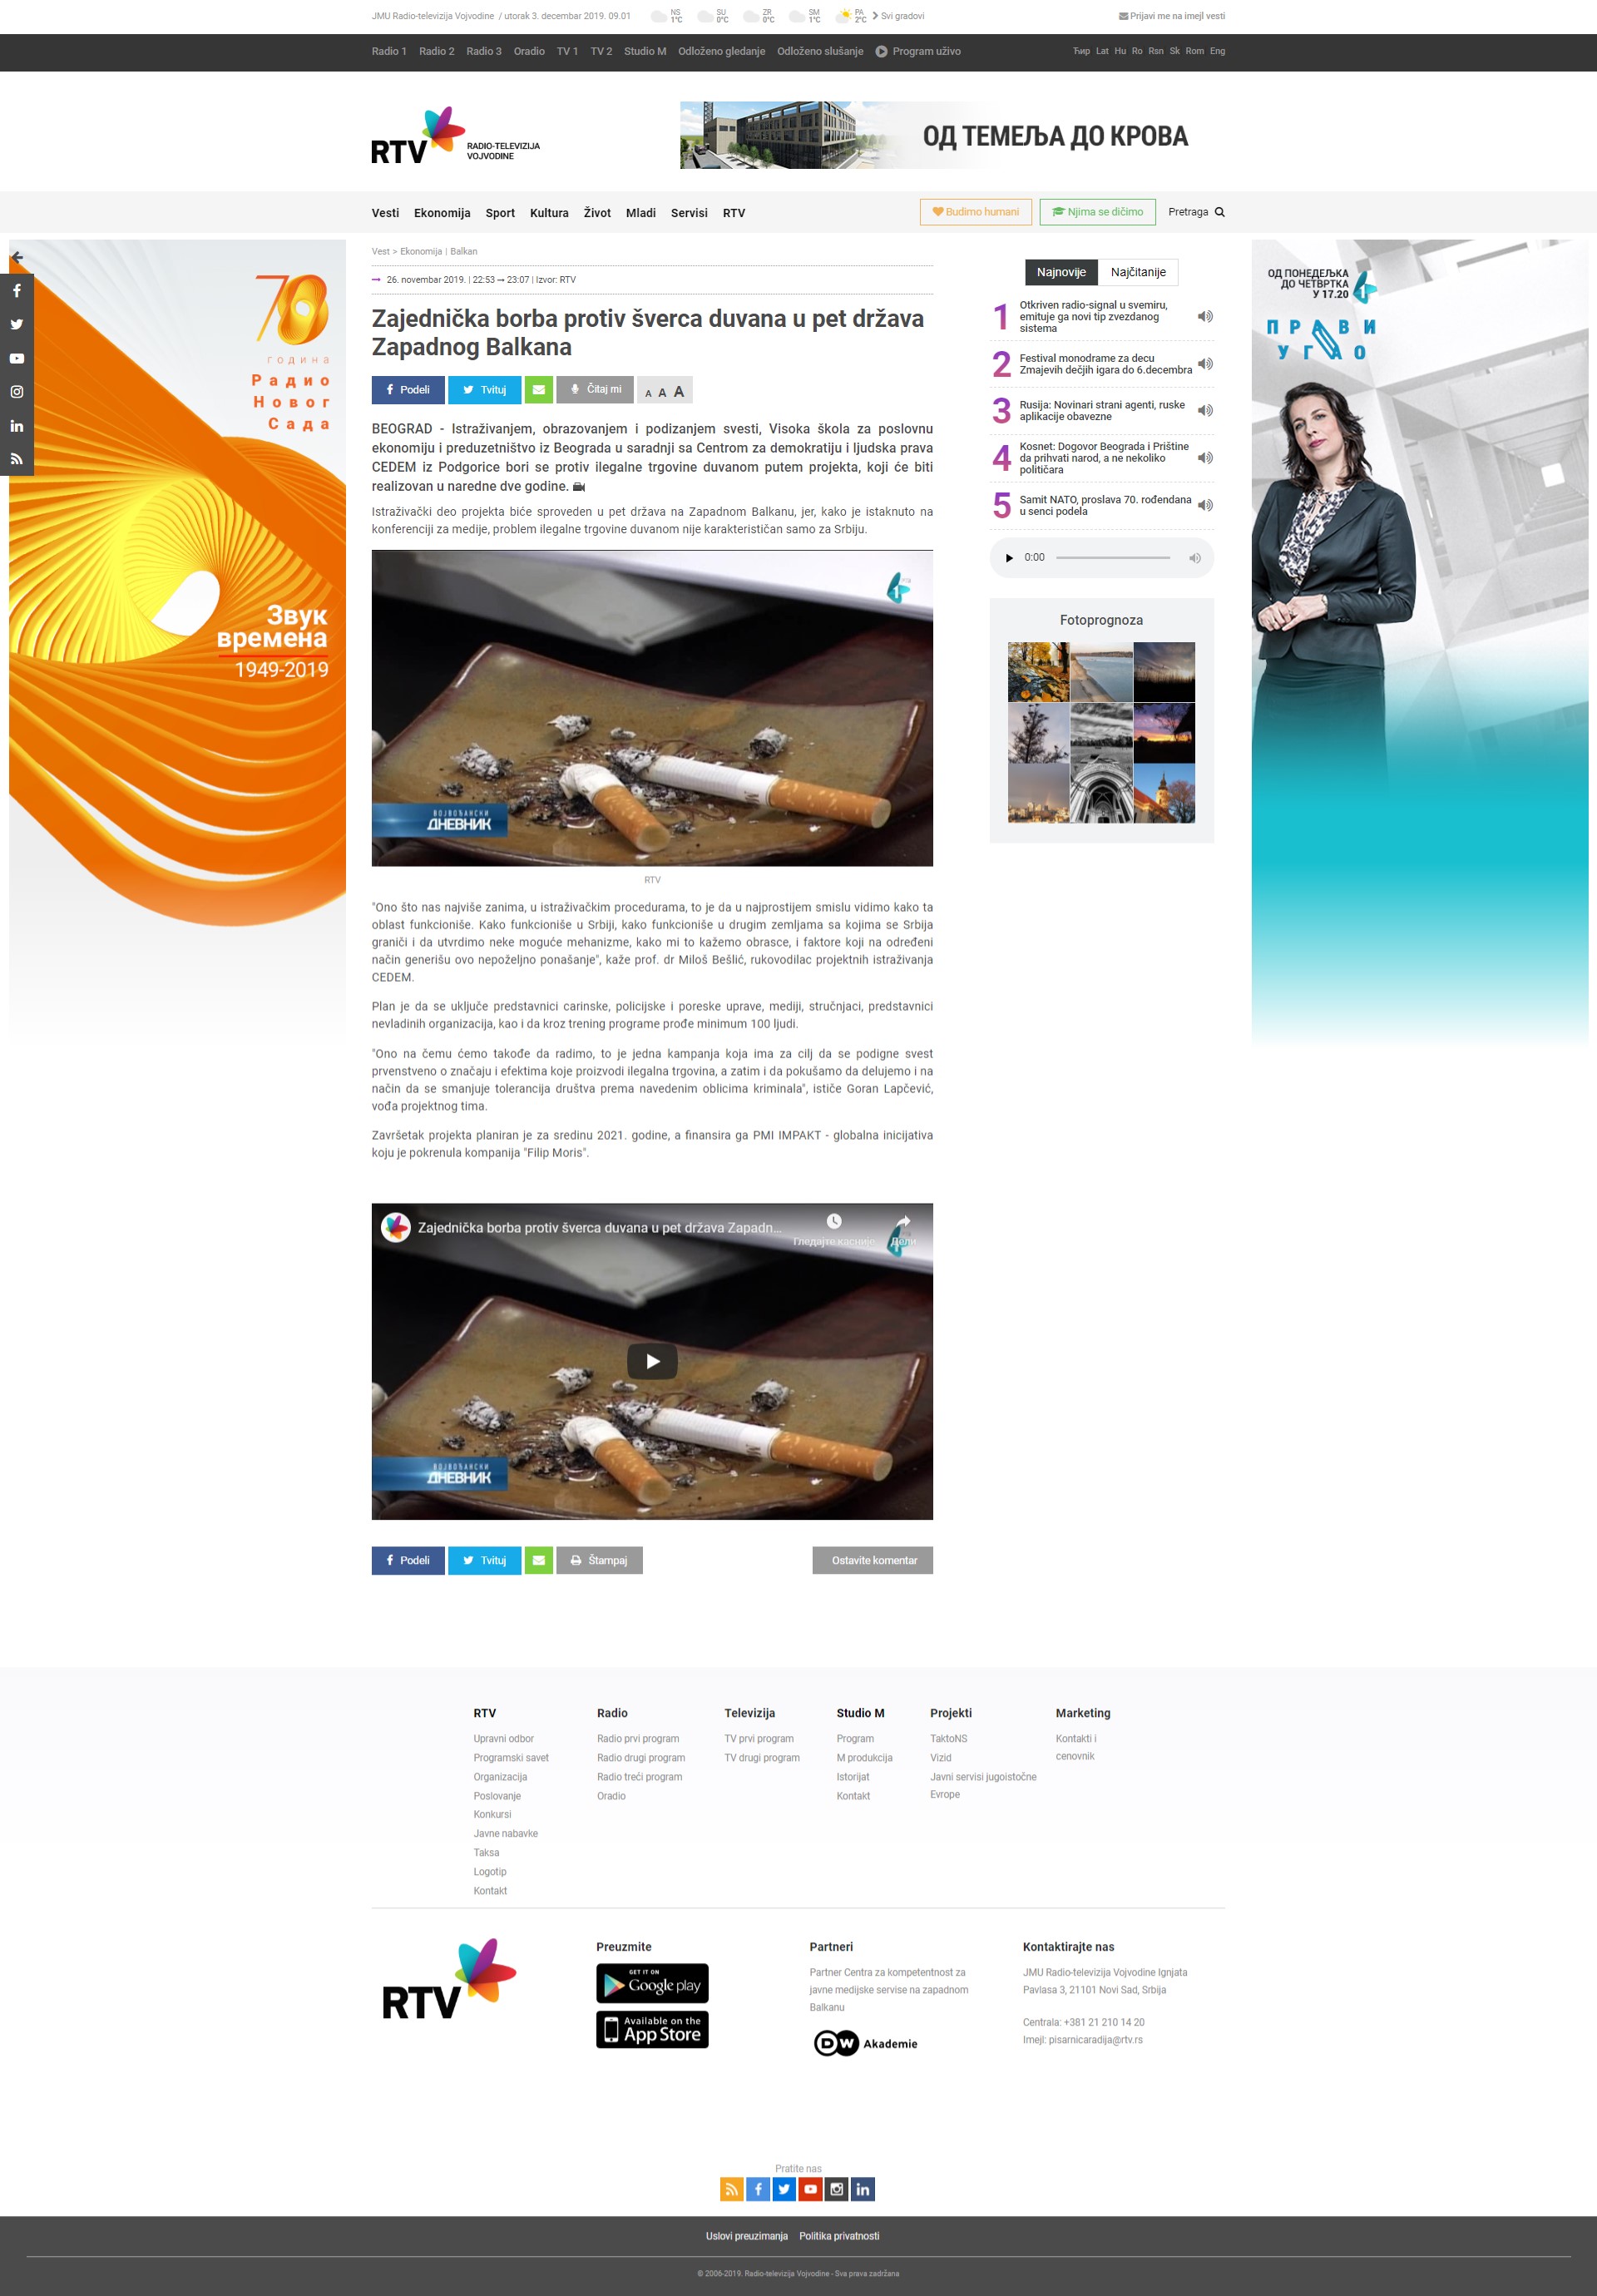 JMU Radio-televizija Vojvodine / utorak 3. decembar 2019. 09.01
NS 1°C
SU 0°C
ZR 0°C
SM 1°C
PA 2°C
Svi gradovi
Prijavi me na imejl vesti
Radio 1 Radio 2 Radio 3 Oradio TV 1 TV 2 Studio M Odloženo gledanje Odloženo slušanje Program uživo
Ћир Lat Hu Ro Rsn Sk Rom Eng
RTV
RADIO-TELEVIZIJA
VOJVODINE
ОД ТЕМЕЉА ДО КРОВА
Vesti Ekonomija Sport Kultura Život Mladi Servisi RTV
Budimo humani
Njima se dičimo
Pretraga
70
година
Радио
Новог
Сада
Звук
времена
1949-2019
Vest > Ekonomija | Balkan
26. novembar 2019. | 22:53 → 23:07 | Izvor: RTV
Zajednička borba protiv šverca duvana u pet država
Zapadnog Balkana
Podeli
Tvituj
Čitaj mi
A A A
BEOGRAD - Istraživanjem, obrazovanjem i podizanjem svesti, Visoka škola za poslovnu
ekonomiju i preduzetništvo iz Beograda u saradnji sa Centrom za demokratiju i ljudska prava
CEDEM iz Podgorice bori se protiv ilegalne trgovine duvanom putem projekta, koji će biti
realizovan u naredne dve godine.
Istraživački deo projekta biće sproveden u pet država na Zapadnom Balkanu, jer, kako je istaknuto na
konferenciji za medije, problem ilegalne trgovine duvanom nije karakterističan samo za Srbiju.
1
ВОЈВОЂАНСКИ
ДНЕВНИК
RTV
"Ono što nas najviše zanima, u istraživačkim procedurama, to je da u najprostijem smislu vidimo kako ta
oblast funkcioniše. Kako funkcioniše u Srbiji, kako funkcioniše u drugim zemljama sa kojima se Srbija
graniči i da utvrdimo neke moguće mehanizme, kako mi to kažemo obrasce, i faktore koji na određeni
način generišu ovo nepoželjno ponašanje", kaže prof. dr Miloš Bešlić, rukovodilac projektnih istraživanja
CEDEM.
Plan je da se uključe predstavnici carinske, policijske i poreske uprave, mediji, stručnjaci, predstavnici
nevladinih organizacija, kao i da kroz trening programe prođe minimum 100 ljudi.
"Ono na čemu ćemo takođe da radimo, to je jedna kampanja koja ima za cilj da se podigne svest
prvenstveno o značaju i efektima koje proizvodi ilegalna trgovina, a zatim i da pokušamo da delujemo i na
način da se smanjuje tolerancija društva prema navedenim oblicima kriminala", ističe Goran Lapčević,
vođa projektnog tima.
Završetak projekta planiran je za sredinu 2021. godine, a finansira ga PMI IMPAKT - globalna inicijativa
koju je pokrenula kompanija "Filip Moris".
Zajednička borba protiv šverca duvana u pet država Zapadn...
Гледајте касније
Дели
ВОЈВОЂАНСКИ
ДНЕВНИК
Podeli
Tvituj
Štampaj
Ostavite komentar
Najnovije Najčitanije
1 Otkriven radio-signal u svemiru,
emituje ga novi tip zvezdanog
sistema
2 Festival monodrame za decu
Zmajevih dečjih igara do 6.decembra
3 Rusija: Novinari strani agenti, ruske
aplikacije obavezne
4 Kosnet: Dogovor Beograda i Prištine
da prihvati narod, a ne nekoliko
političara
5 Samit NATO, proslava 70. rođendana
u senci podela
0:00
Fotoprognoza
ОД ПОНЕДЕЉКА
ДО ЧЕТВРТКА
У 17.20
1
ПРАВИ
УГАО
RTV
Upravni odbor
Programski savet
Organizacija
Poslovanje
Konkursi
Javne nabavke
Taksa
Logotip
Kontakt
Radio
Radio prvi program
Radio drugi program
Radio treći program
Oradio
Televizija
TV prvi program
TV drugi program
Studio M
Program
M produkcija
Istorijat
Kontakt
Projekti
TaktoNS
Vizid
Javni servisi jugoistočne
Evrope
Marketing
Kontakti i
cenovnik
RTV
Preuzmite
GET IT ON
Google play
Available on the
App Store
Partneri
Partner Centra za kompetentnost za
javne medijske servise na zapadnom
Balkanu
DW Akademie
Kontaktirajte nas
JMU Radio-televizija Vojvodine Ignjata
Pavlasa 3, 21101 Novi Sad, Srbija
Centrala: +381 21 210 14 20
Imejl: pisarnicaradija@rtv.rs
Pratite nas
Uslovi preuzimanja Politika privatnosti
© 2006-2019. Radio-televizija Vojvodine - Sva prava zadržana